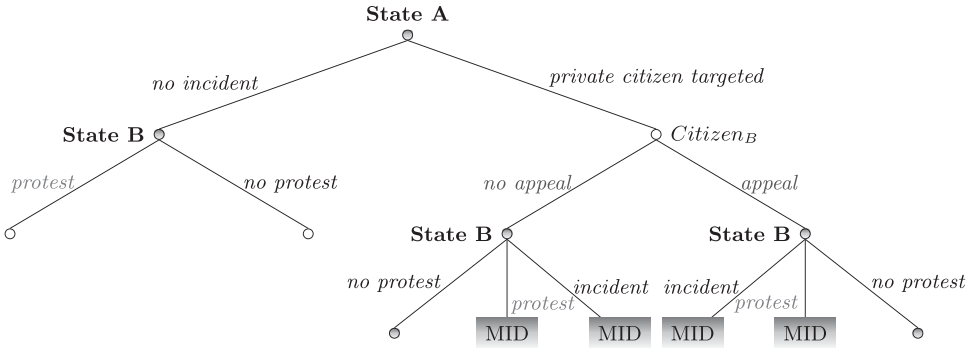 State A
no incident
private citizen targeted
State B
Citizen_B
protest
no protest
no appeal
appeal
State B
State B
no protest
protest
incident
incident
protest
no protest
MID
MID
MID
MID